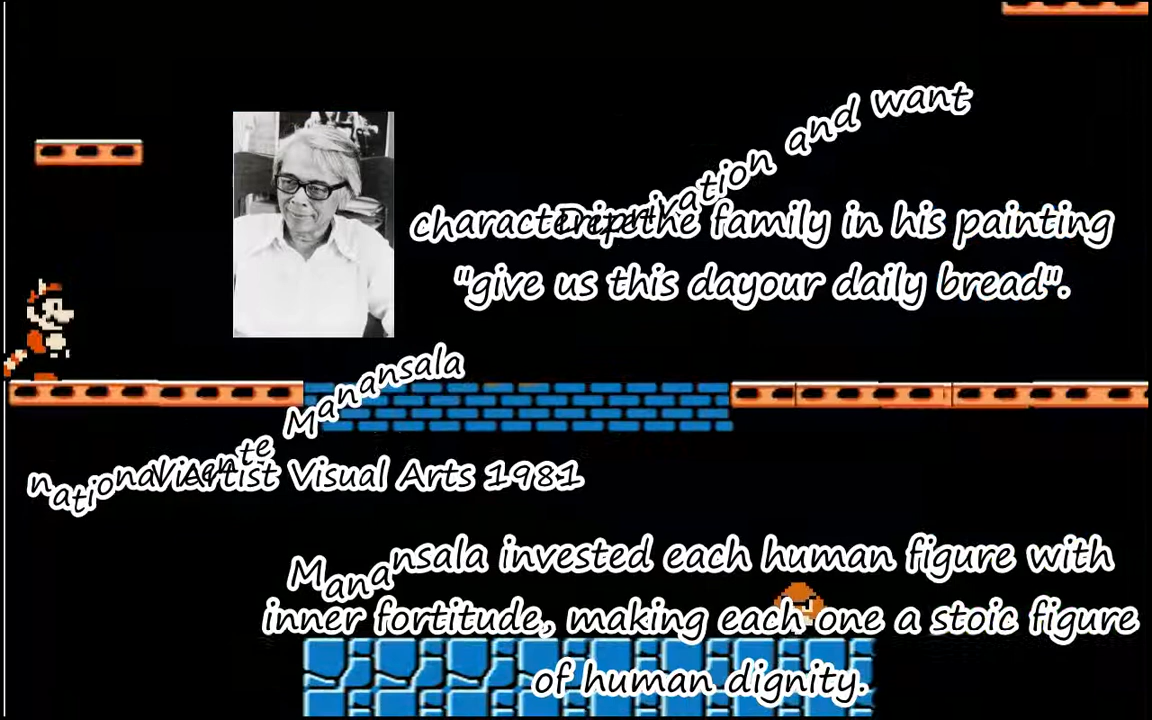 Deprivation and want
characterize the family in his painting
"give us this dayour daily bread".
Vicente Manansala
national Artist Visual Arts 1981
Manansala invested each human figure with
inner fortitude, making each one a stoic figure
of human dignity.